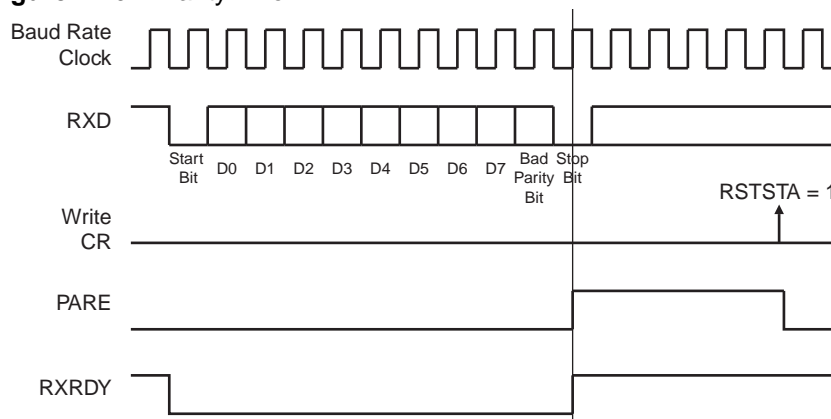 Baud Rate
Clock
RXD
Start
Bit
D0 D1 D2 D3 D4 D5 D6 D7
Bad
Parity
Bit
Stop
Bit
RSTSTA = 1
Write
CR
PARE
RXRDY